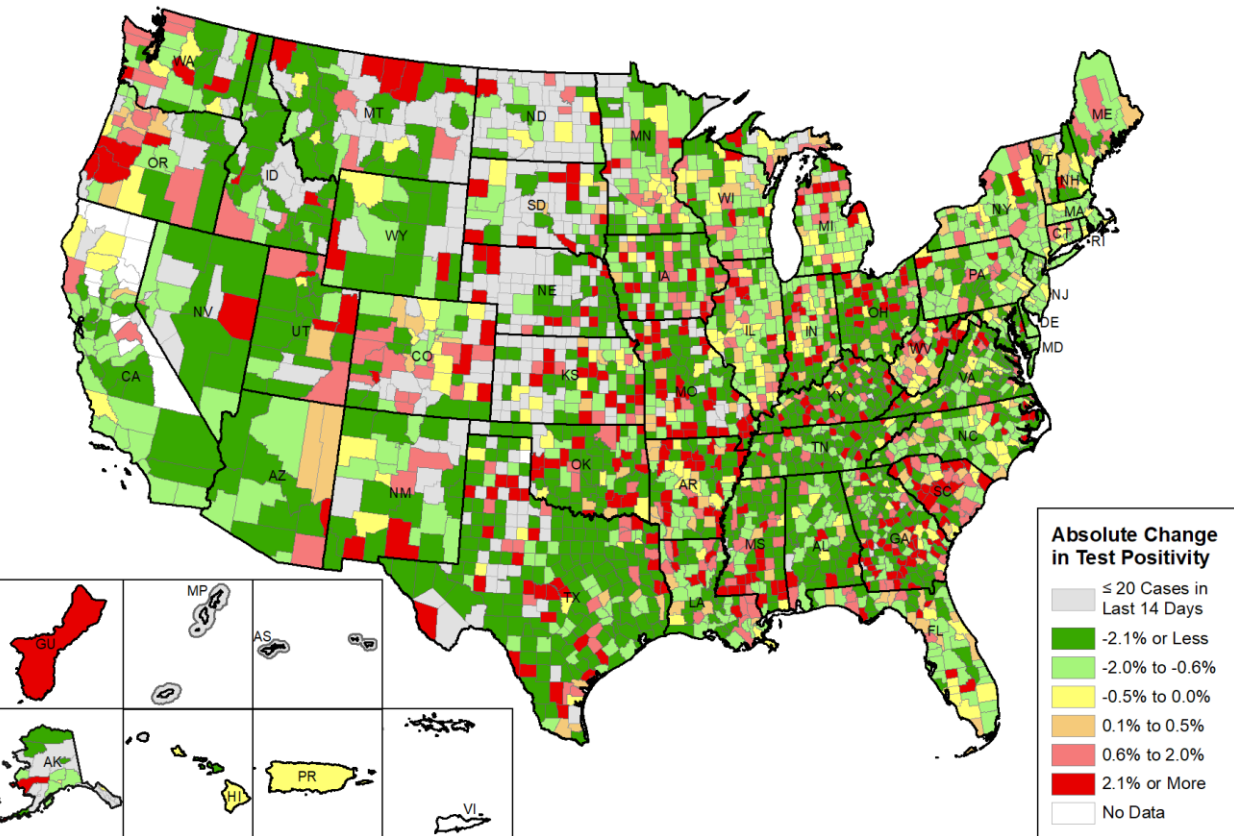 WA
MT
ND
MN
ME
OR
ID
SD
WI
VT
NH
NY
MA
WY
MI
CT
RI
IA
PA
NE
NJ
NV
OH
UT
IL
IN
DE
CO
WV
MD
CA
KS
VA
MO
KY
NC
TN
AZ
OK
NM
AR
SC
MS
AL
GA
TX
LA
FL
MP
AS
GU
AK
HI
PR
VI
Absolute Change
in Test Positivity
≤ 20 Cases in
Last 14 Days
-2.1% or Less
-2.0% to -0.6%
-0.5% to 0.0%
0.1% to 0.5%
0.6% to 2.0%
2.1% or More
No Data